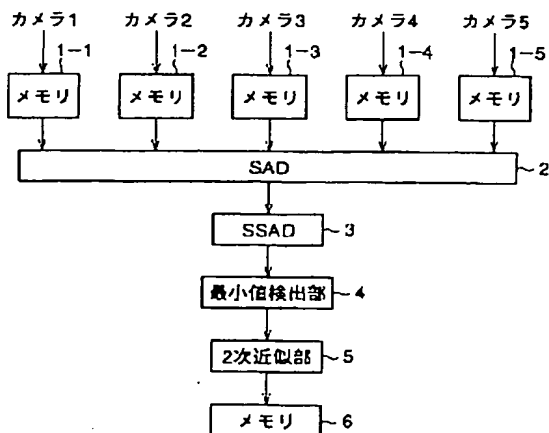 カメラ1 カメラ2 カメラ3 カメラ4 カメラ5
1-1 1-2 1-3 1-4 1-5
メモリ メモリ メモリ メモリ メモリ
SAD
2
SSAD 3
最小値検出部 4
2次近似部 5
メモリ 6